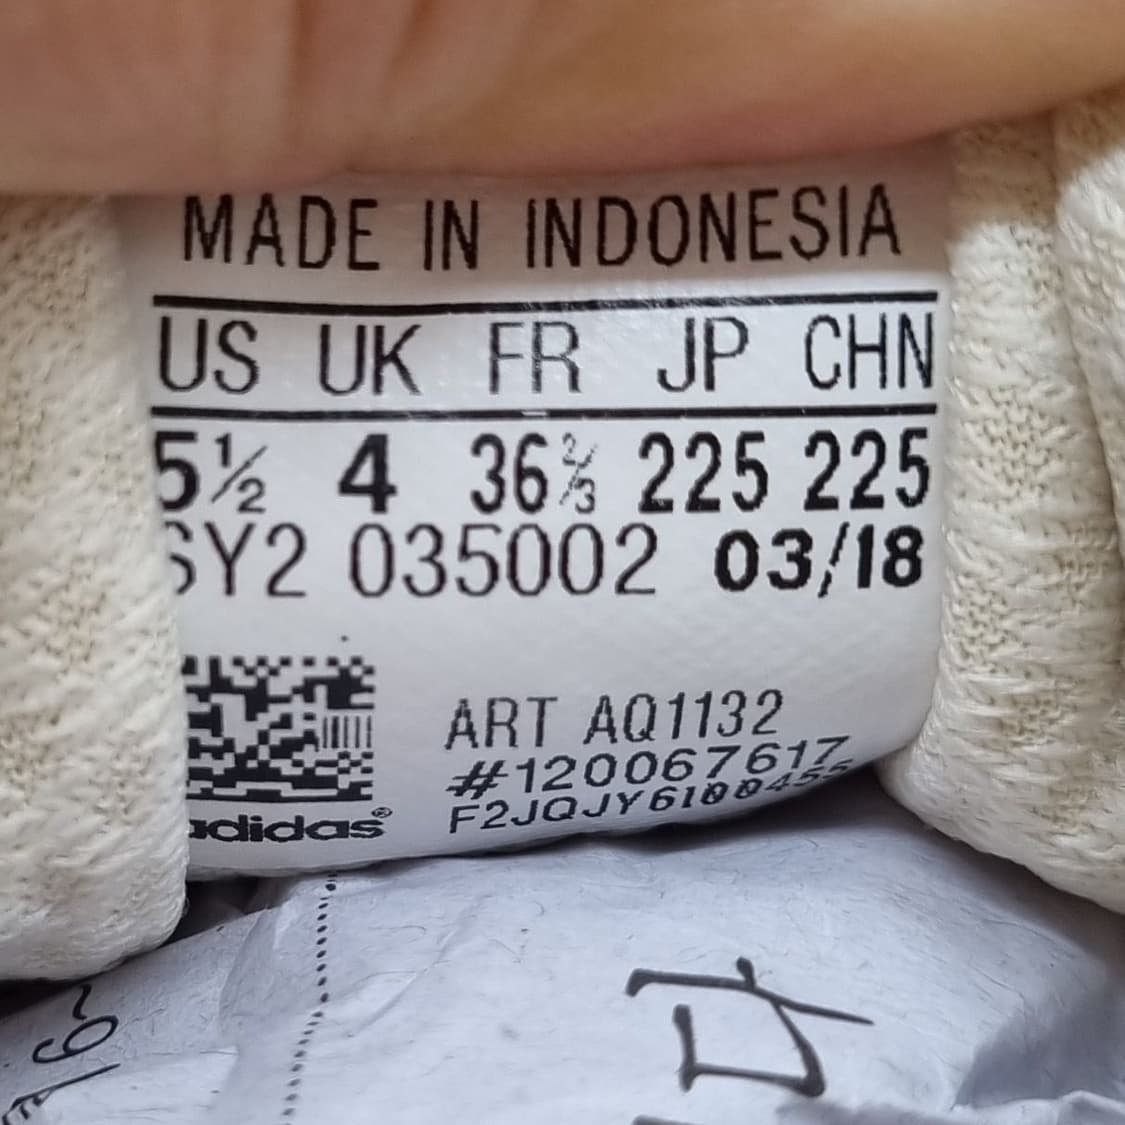 MADE IN INDONESIA
US UK FR JP CHN
5½ 4 36⅔ 225 225
SY2 035002 03/18
ART AQ1132
#120067617
F2JQJY6100455
adidas®